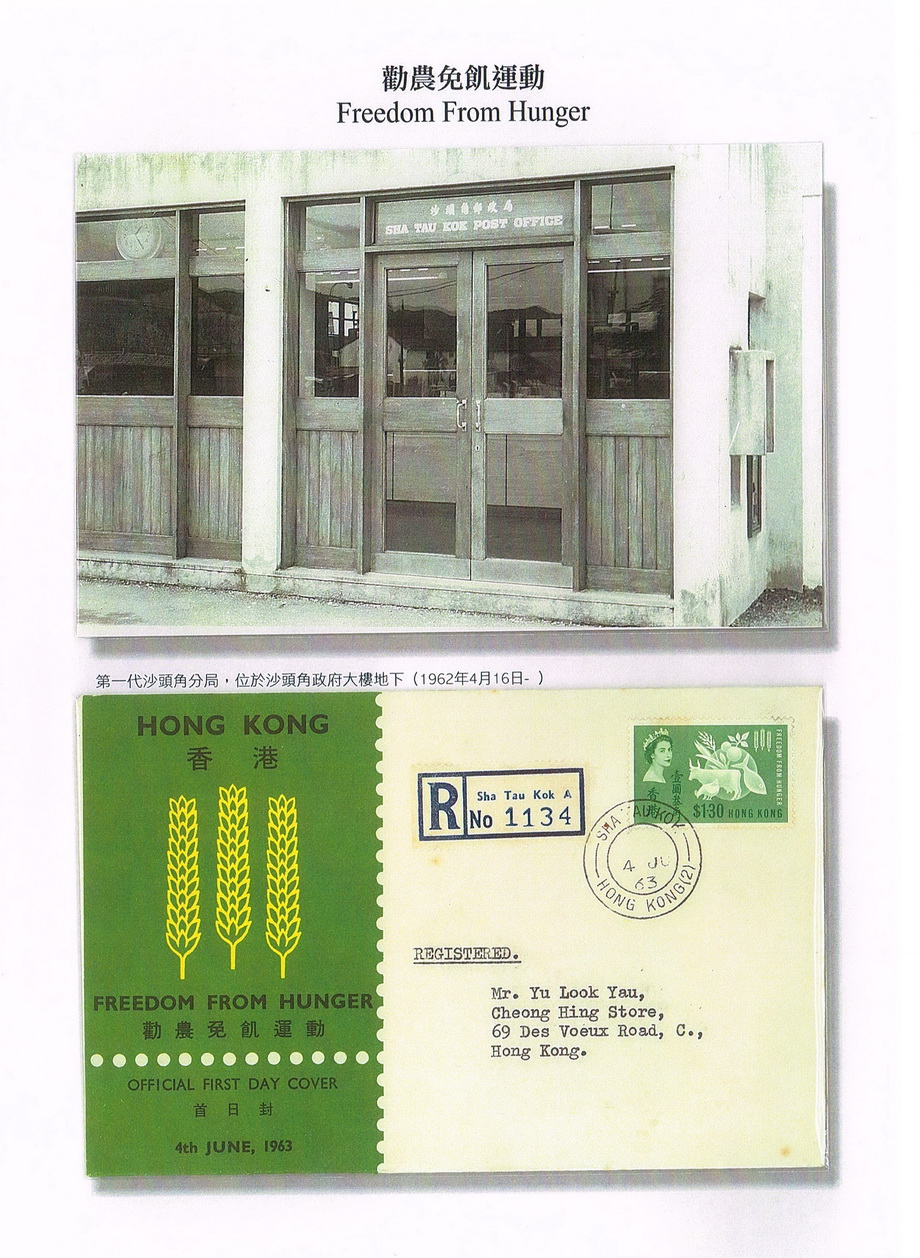 勸農免飢運動
Freedom From Hunger
沙頭角郵政局
SHA TAU KOK POST OFFICE
第一代沙頭角分局，位於沙頭角政府大樓地下（1962年4月16日- ）
HONG KONG
香 港
FREEDOM FROM HUNGER
勸農免飢運動
OFFICIAL FIRST DAY COVER
首日封
4th JUNE, 1963
R
Sha Tau Kok A
No 1134
香港
壹圓叁
FREEDOM FROM HUNGER
$1.30 HONG KONG
SHA TAU KOK
4 JU
63
HONG KONG(2)
REGISTERED.
Mr. Yu Look Yau,
Cheong Hing Store,
69 Des Voeux Road, C.,
Hong Kong.